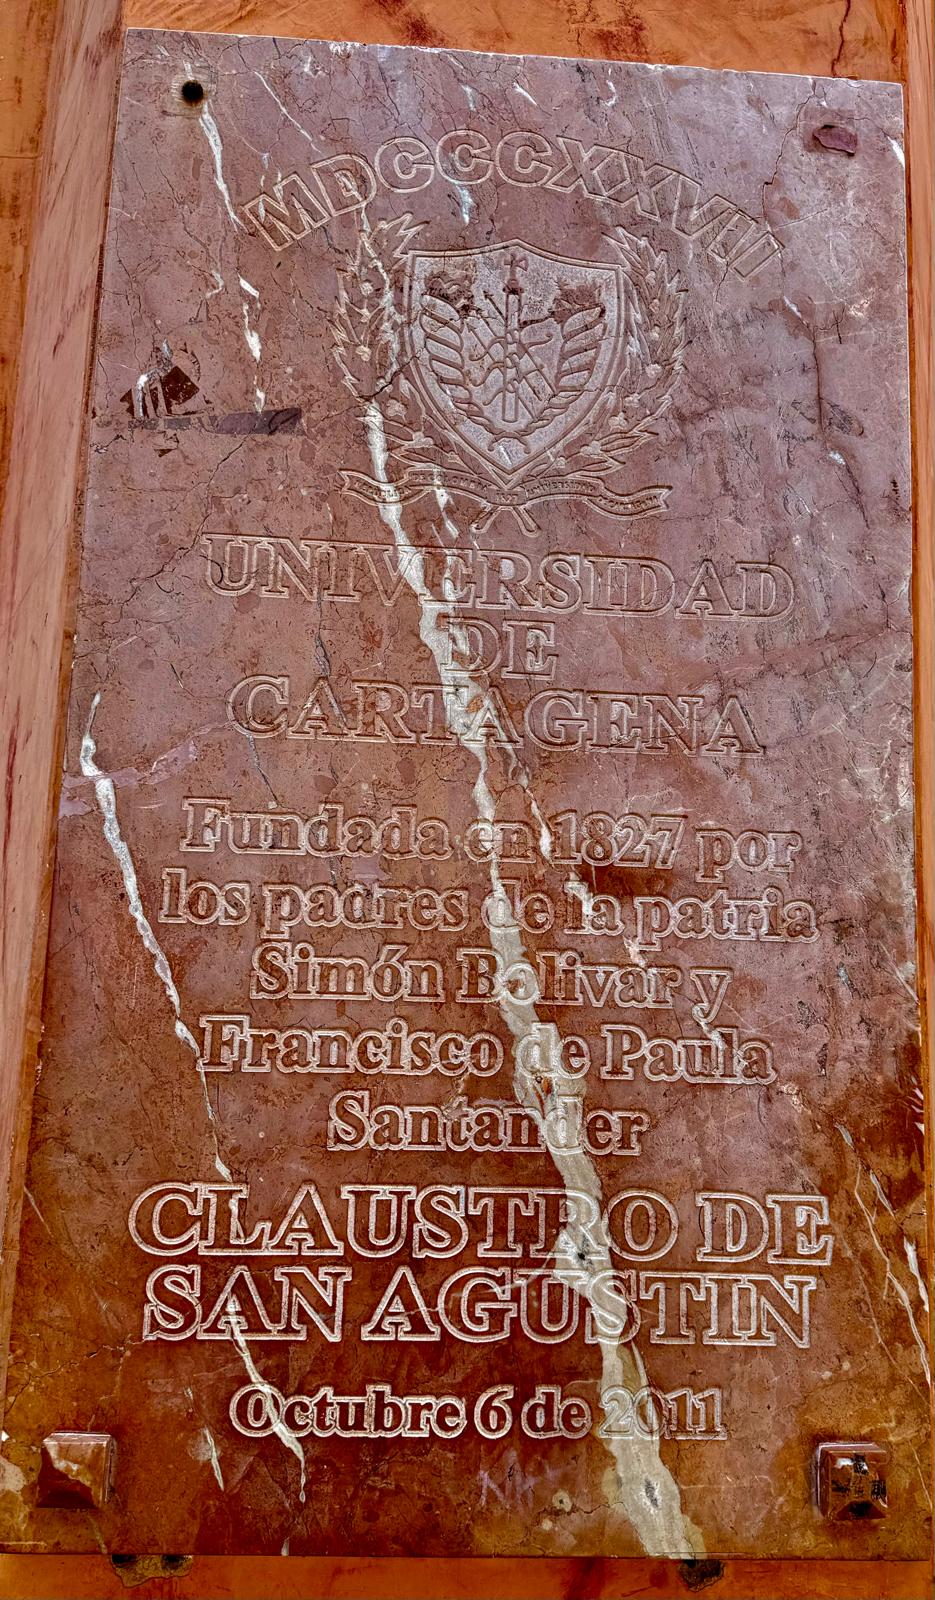 MDCCCXXVII
UNIVERSIDAD
DE
CARTAGENA
Fundada en 1827 por
los padres de la patria
Simón Bolivar y
Francisco de Paula
Santander
CLAUSTRO DE
SAN AGUSTIN
Octubre 6 de 2011